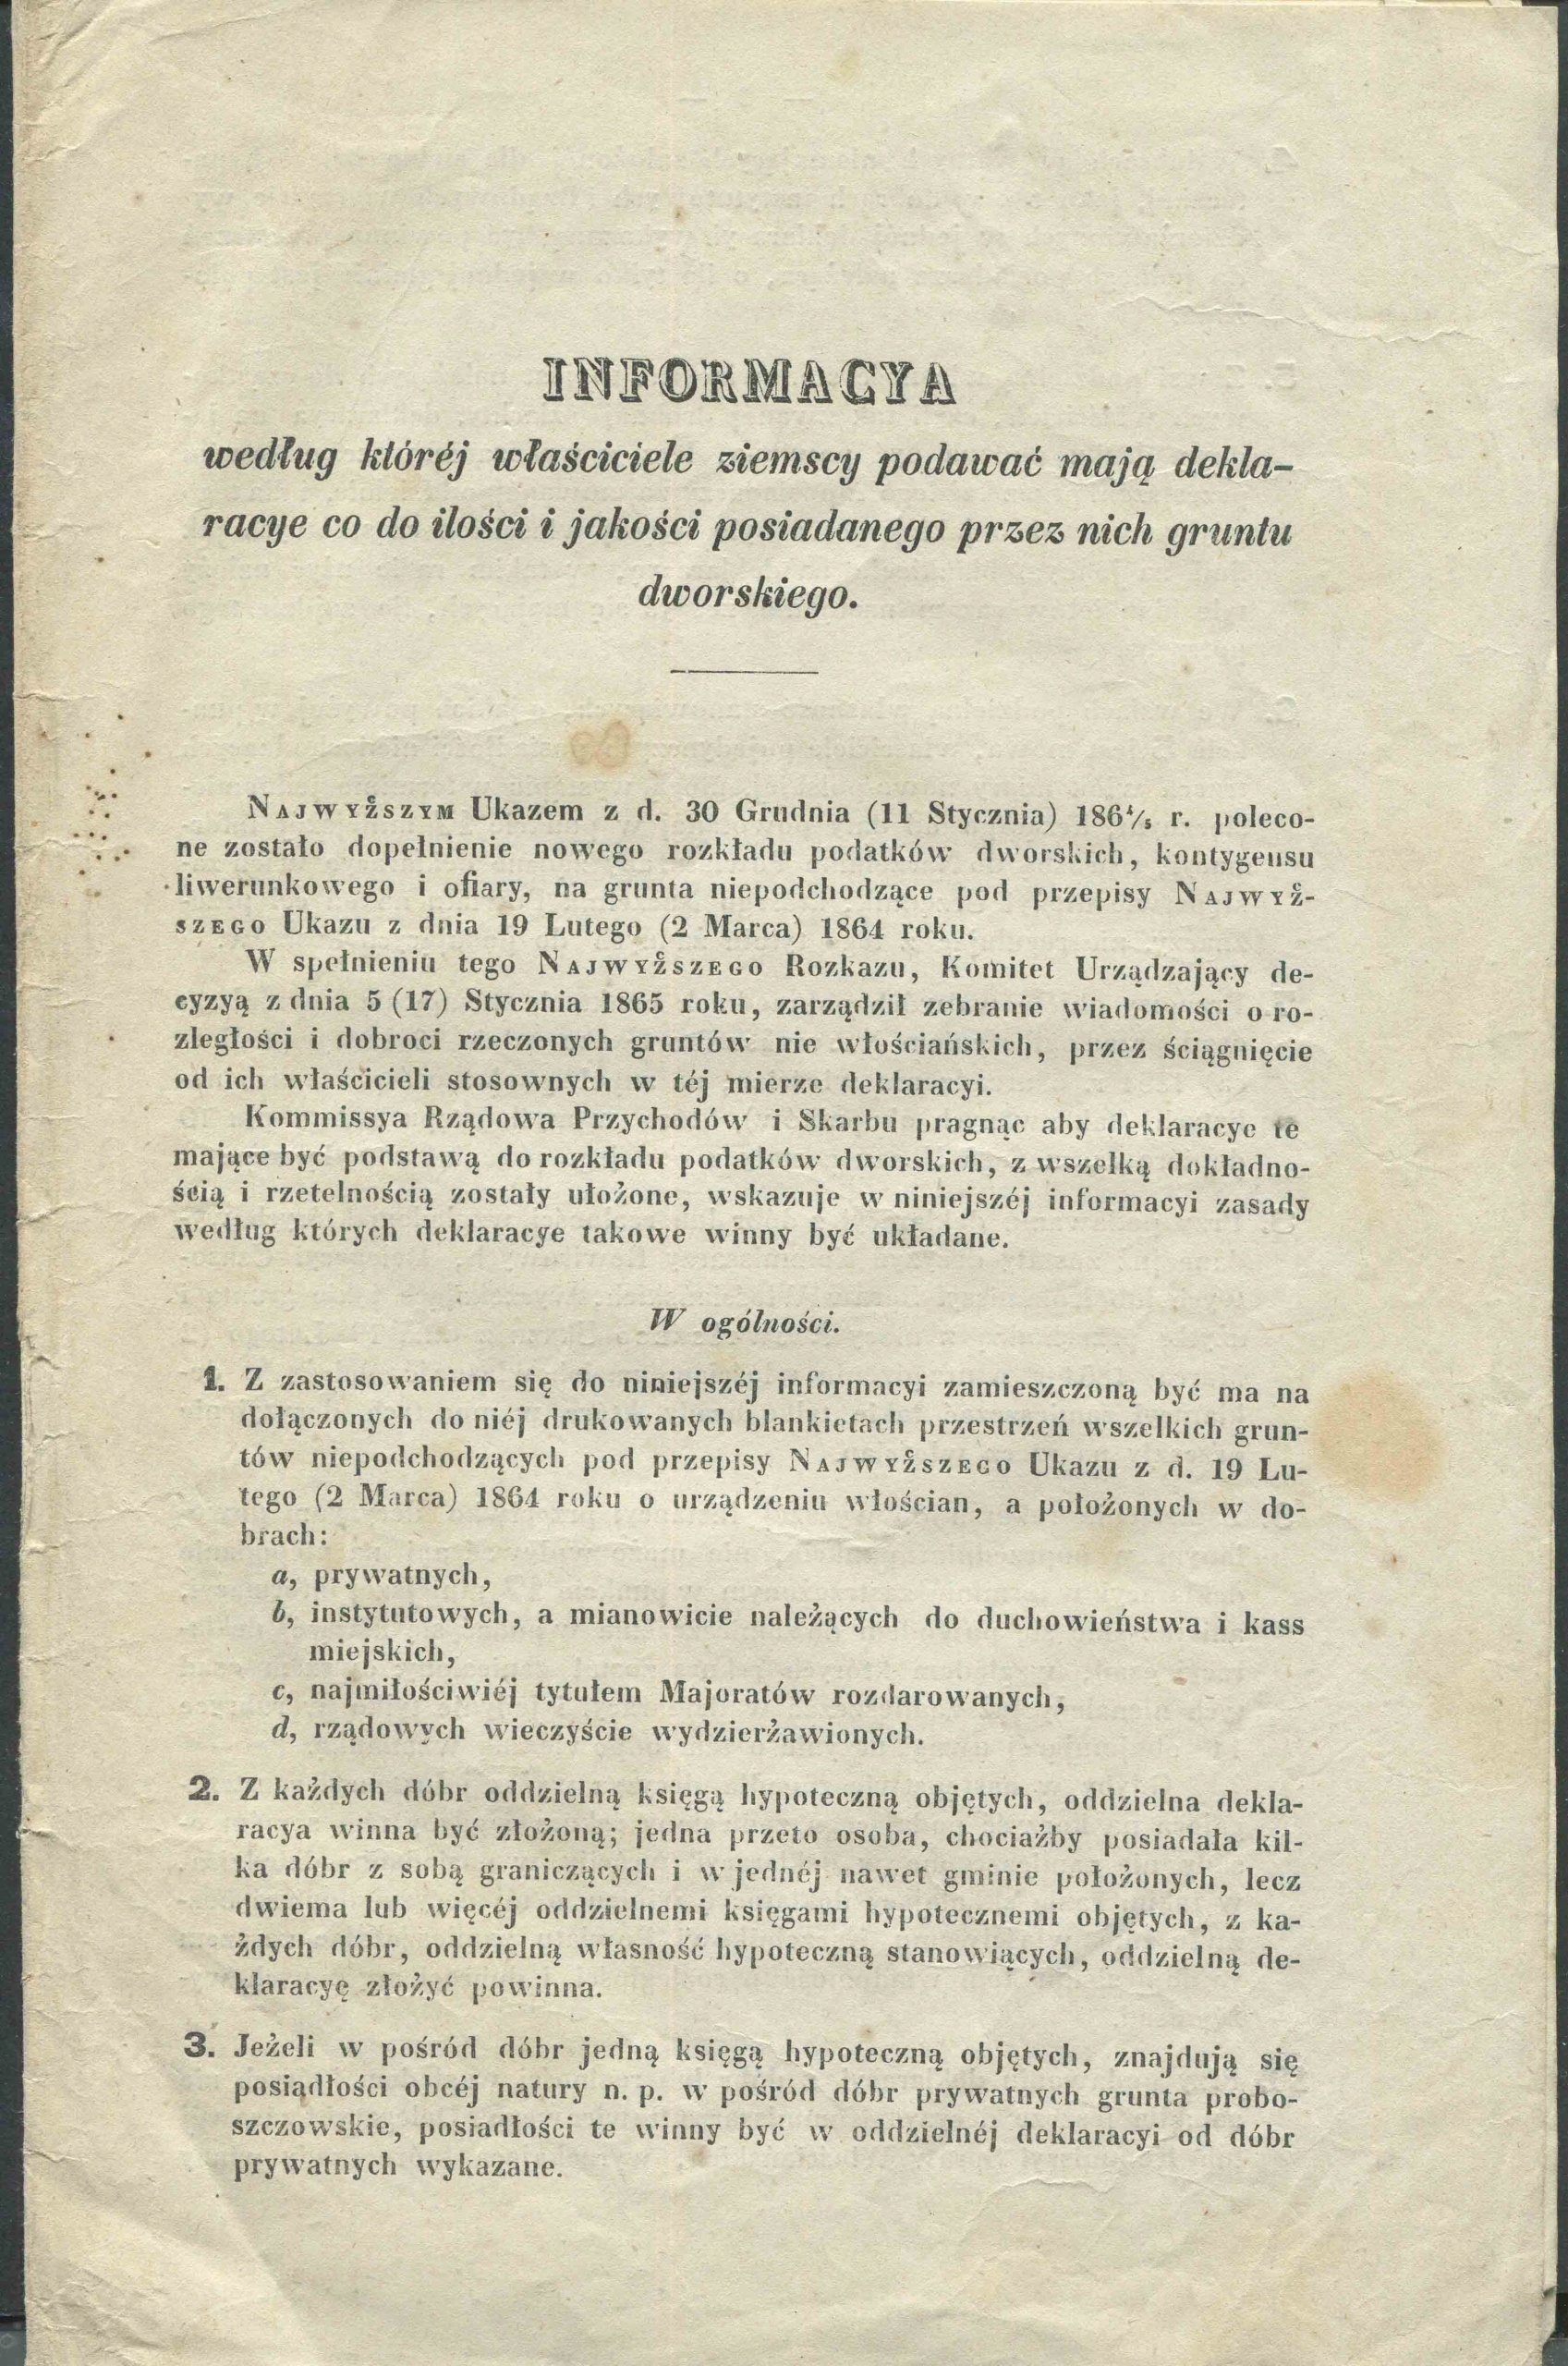 INFORMACYA
według któréj właściciele ziemscy podawać mają dekla-
racye co do ilości i jakości posiadanego przez nich gruntu
dworskiego.
NAJWYŻSZYM Ukazem z d. 30 Grudnia (11 Stycznia) 186⁴/₅ r. poleco-
ne zostało dopełnienie nowego rozkładu podatków dworskich, kontygensu
liwerunkowego i ofiary, na grunta niepodchodzące pod przepisy NAJWYŻ-
SZEGO Ukazu z dnia 19 Lutego (2 Marca) 1864 roku.
W spełnieniu tego NAJWYŻSZEGO Rozkazu, Komitet Urządzający de-
cyzyą z dnia 5 (17) Stycznia 1865 roku, zarządził zebranie wiadomości o ro-
zległości i dobroci rzeczonych gruntów nie włościańskich, przez ściągnięcie
od ich właścicieli stosownych w téj mierze deklaracyi.
Kommissya Rządowa Przychodów i Skarbu pragnąc aby deklaracye te
mające być podstawą do rozkładu podatków dworskich, z wszelką dokładno-
ścią i rzetelnością zostały ułożone, wskazuje w niniejszéj informacyi zasady
według których deklaracye takowe winny być układane.
W ogólności.
1. Z zastosowaniem się do niniejszéj informacyi zamieszczoną być ma na
dołączonych do niéj drukowanych blankietach przestrzeń wszelkich grun-
tów niepodchodzących pod przepisy NAJWYŻSZEGO Ukazu z d. 19 Lu-
tego (2 Marca) 1864 roku o urządzeniu włościan, a położonych w do-
brach:
a, prywatnych,
b, instytutowych, a mianowicie należących do duchowieństwa i kass
miejskich,
c, najmiłościwiéj tytułem Majoratów rozdarowanych,
d, rządowych wieczyście wydzierżawionych.
2. Z każdych dóbr oddzielną księgą hypoteczną objętych, oddzielna dekla-
racya winna być złożoną; jedna przeto osoba, chociażby posiadała kil-
ka dóbr z sobą graniczących i w jednéj nawet gminie położonych, lecz
dwiema lub więcéj oddzielnemi księgami hypotecznemi objętych, z ka-
żdych dóbr, oddzielną własność hypoteczną stanowiących, oddzielną de-
klaracyę złożyć powinna.
3. Jeżeli w pośród dóbr jedną księgą hypoteczną objętych, znajdują się
posiadłości obcéj natury n. p. w pośród dóbr prywatnych grunta probo-
szczowskie, posiadłości te winny być w oddzielnéj deklaracyi od dóbr
prywatnych wykazane.